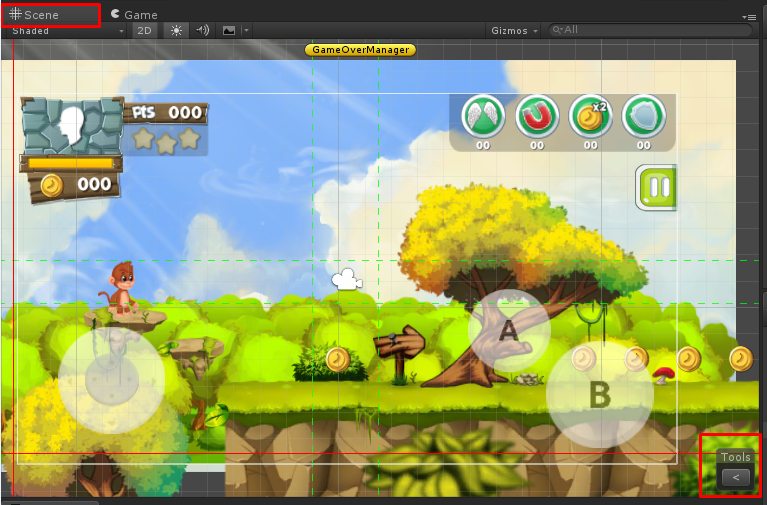 Scene
Game
Shaded
2D
Gizmos
All
GameOverManager
Pts 000
x2
00 00 00 00
000
A
B
Tools
<